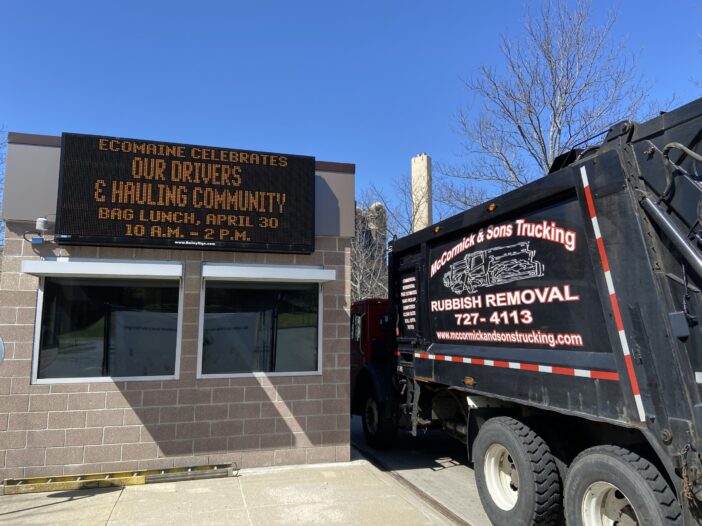 ECOMAINE CELEBRATES
OUR DRIVERS
& HAULING COMMUNITY
BAG LUNCH, APRIL 30
10 A.M. - 2 P.M.
McCormick & Sons Trucking
RUBBISH REMOVAL
727- 4113
www.mccormickandsonstrucking.com